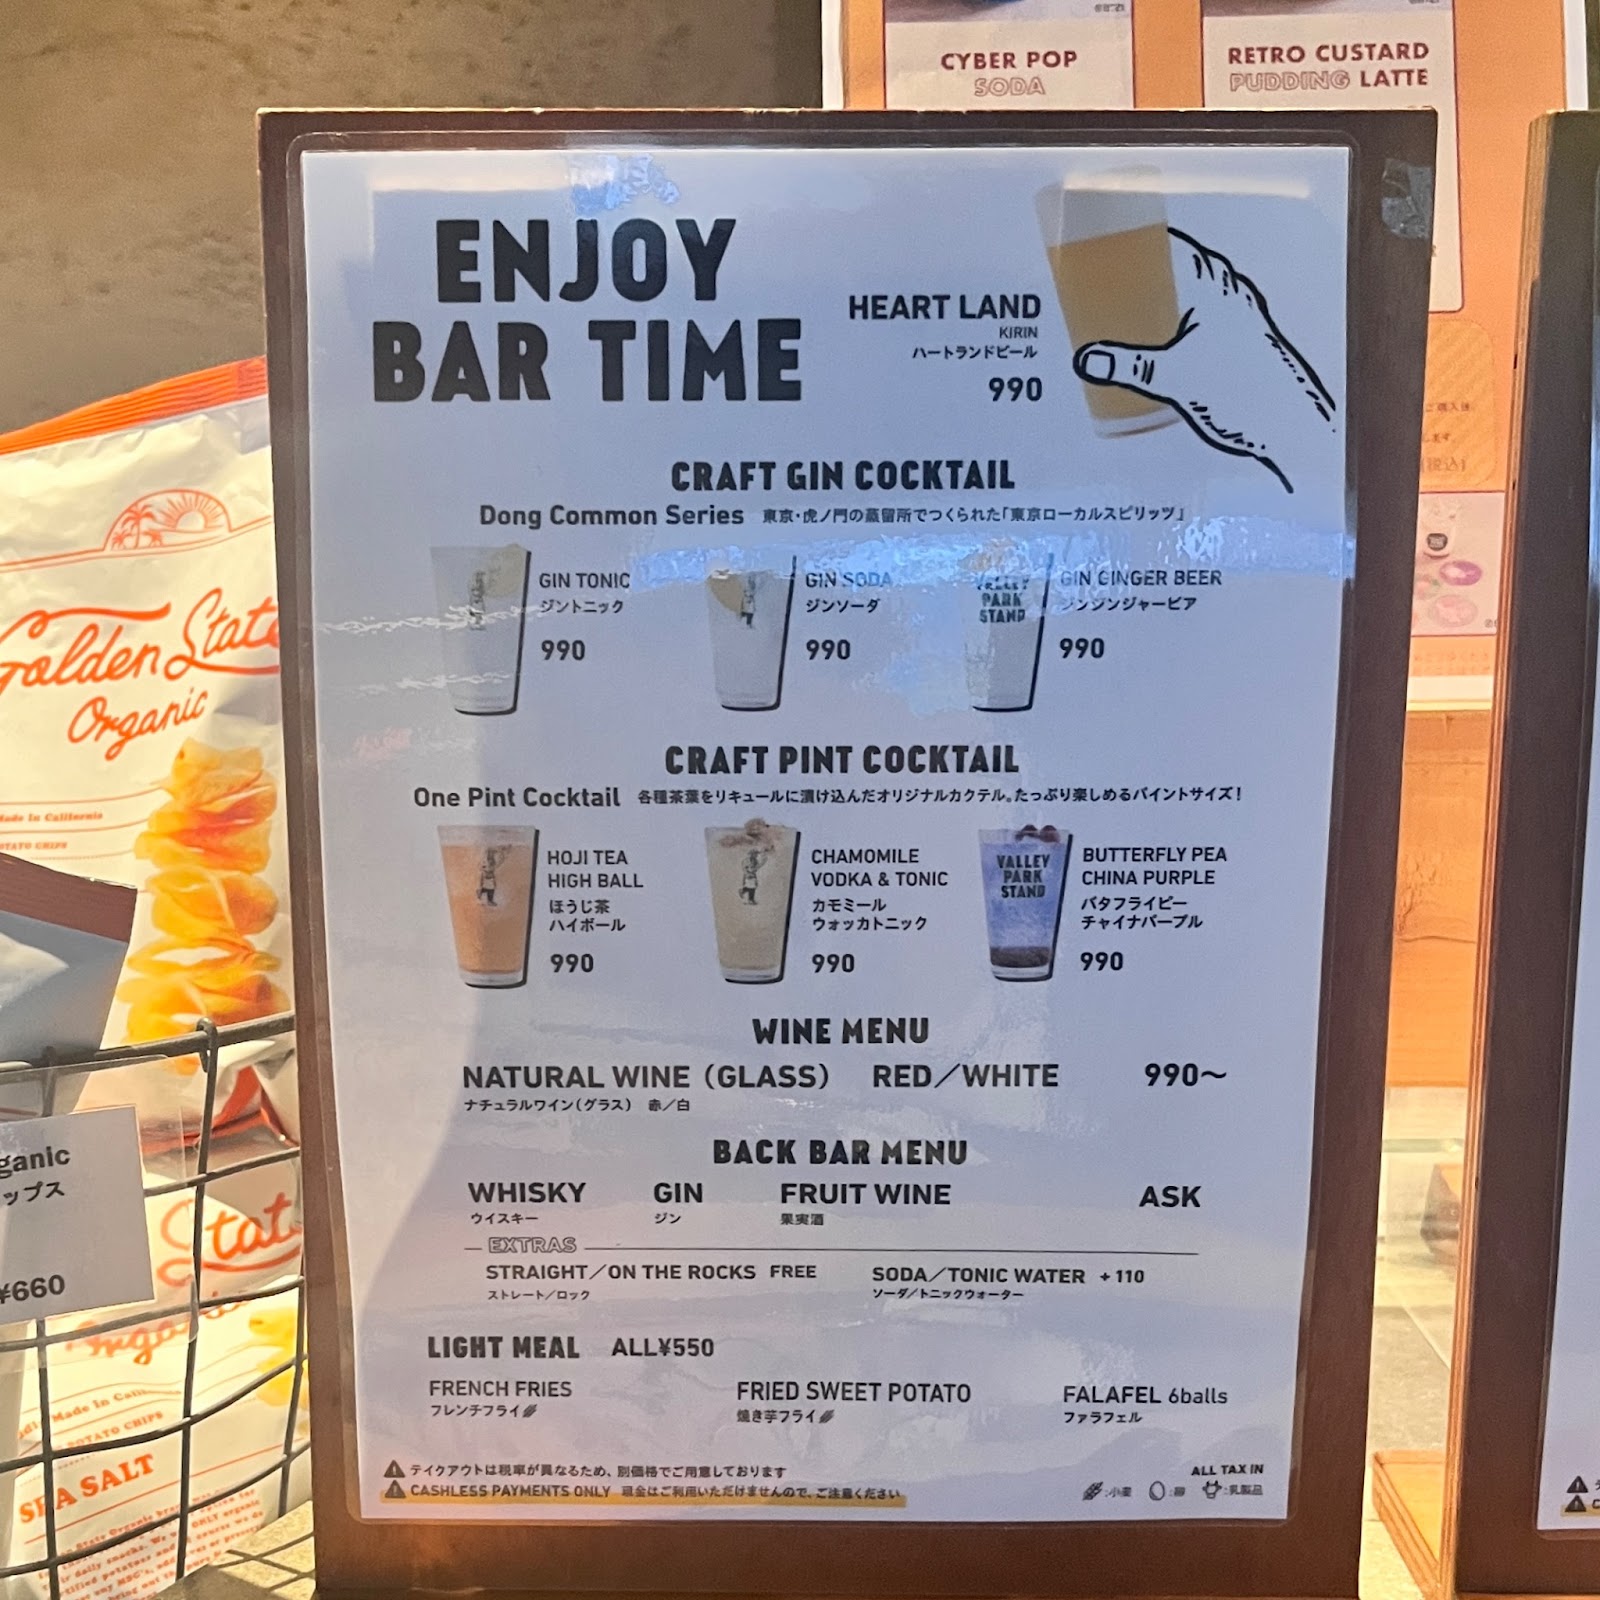 CYBER POP
SODA
RETRO CUSTARD
PUDDING LATTE
ENJOY
BAR TIME
HEART LAND
KIRIN
ハートランドビール
990
CRAFT GIN COCKTAIL
Dong Common Series 東京・虎ノ門の蒸留所でつくられた「東京ローカルスピリッツ」
GIN TONIC
ジントニック
990
GIN SODA
ジンソーダ
990
VALLEY
PARK
STAND
GIN GINGER BEER
ジンジンジャービア
990
CRAFT PINT COCKTAIL
One Pint Cocktail 各種茶葉をリキュールに漬け込んだオリジナルカクテル。たっぷり楽しめるパイントサイズ!
HOJI TEA
HIGH BALL
ほうじ茶
ハイボール
990
CHAMOMILE
VODKA & TONIC
カモミール
ウォッカトニック
990
VALLEY
PARK
STAND
BUTTERFLY PEA
CHINA PURPLE
バタフライピー
チャイナパープル
990
WINE MENU
NATURAL WINE (GLASS) RED/WHITE 990〜
ナチュラルワイン(グラス) 赤/白
BACK BAR MENU
WHISKY GIN FRUIT WINE ASK
ウイスキー ジン 果実酒
EXTRAS
STRAIGHT/ON THE ROCKS FREE SODA/TONIC WATER +110
ストレート/ロック ソーダ/トニックウォーター
LIGHT MEAL ALL¥550
FRENCH FRIES
フレンチフライ
FRIED SWEET POTATO
焼き芋フライ
FALAFEL 6balls
ファラフェル
テイクアウトは税率が異なるため、別価格でご用意しております
CASHLESS PAYMENTS ONLY 現金はご利用いただけませんので、ご注意ください
ALL TAX IN
:小麦 :卵 :乳製品
Golden State
Organic
Made In California
POTATO CHIPS
ganic
ップス
¥660
State
POTATO CHIPS
SEA SALT